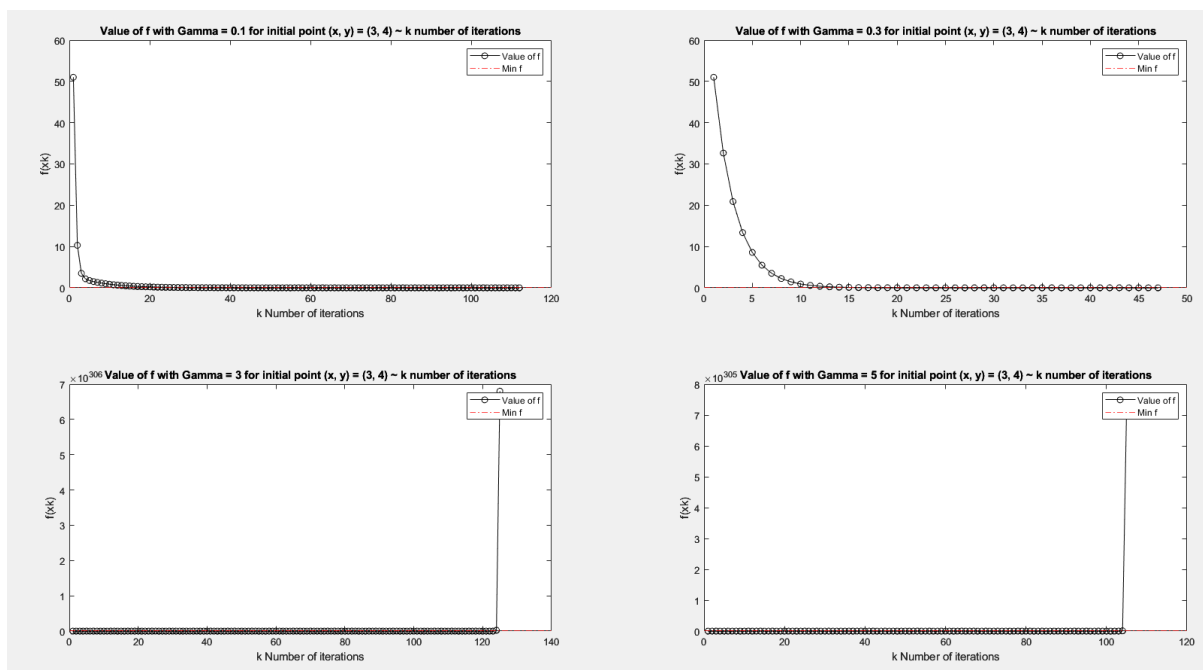 Value of f with Gamma = 0.1 for initial point (x, y) = (3, 4) ~ k number of iterations
60
50
40
30
20
10
0
f(xk)
Value of f
Min f
0 20 40 60 80 100 120
k Number of iterations
Value of f with Gamma = 0.3 for initial point (x, y) = (3, 4) ~ k number of iterations
60
50
40
30
20
10
0
f(xk)
Value of f
Min f
0 5 10 15 20 25 30 35 40 45 50
k Number of iterations
×10^306 Value of f with Gamma = 3 for initial point (x, y) = (3, 4) ~ k number of iterations
7
6
5
4
3
2
1
0
f(xk)
Value of f
Min f
0 20 40 60 80 100 120 140
k Number of iterations
×10^305 Value of f with Gamma = 5 for initial point (x, y) = (3, 4) ~ k number of iterations
8
7
6
5
4
3
2
1
0
f(xk)
Value of f
Min f
0 20 40 60 80 100 120
k Number of iterations